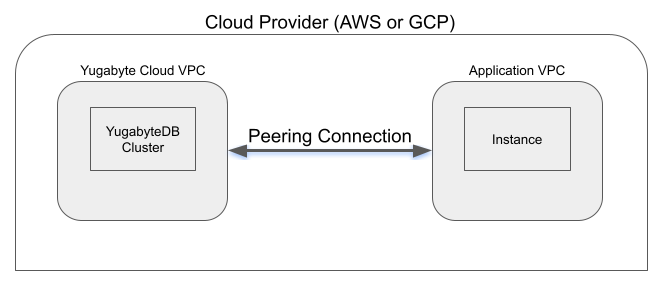 Cloud Provider (AWS or GCP)
Yugabyte Cloud VPC
Application VPC
YugabyteDB
Cluster
Peering Connection
Instance